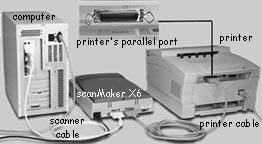 computer
printer's parallel port
printer
scanMaker X6
scanner
cable
printer cable